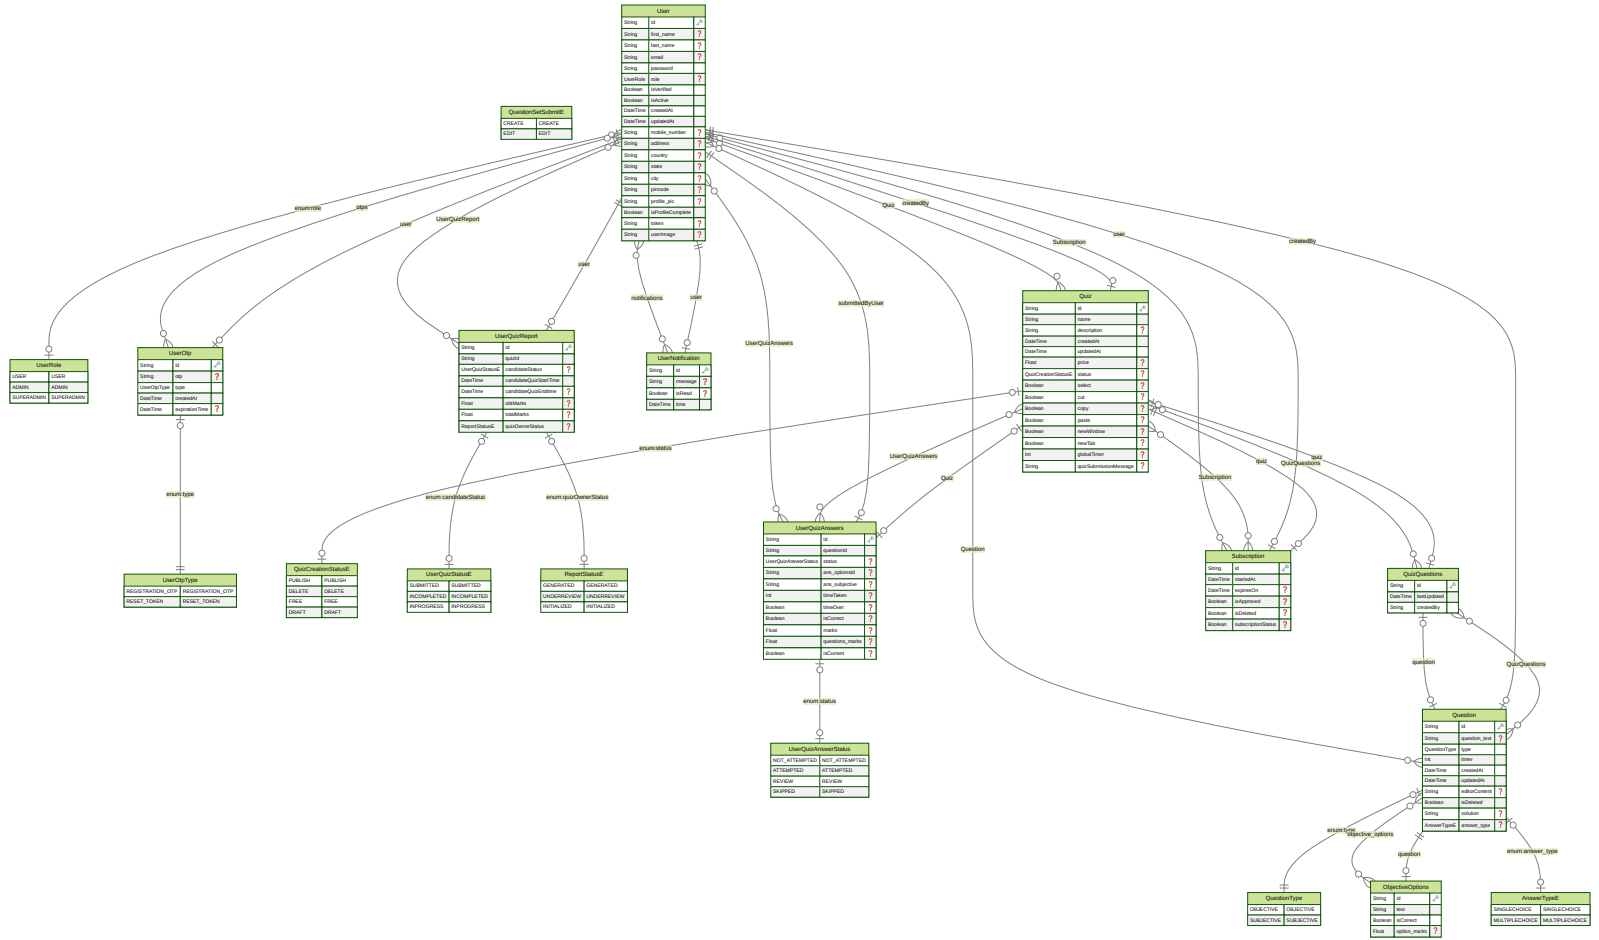 User
String id
String first_name ?
String last_name ?
String email ?
String password
UserRole role ?
Boolean isVerified
Boolean isActive
DateTime createdAt
DateTime updatedAt
String mobile_number ?
String address ?
String country ?
String state ?
String city ?
String pincode ?
String profile_pic ?
Boolean isProfileComplete
String token ?
String userimage ?
QuestionSetSubmitE
CREATE CREATE
EDIT EDIT
enum:role
otps
user
UserQuizReport
user
notifications
user
UserQuizAnswers
submittedByUser
Quiz
createdBy
Subscription
user
createdBy
Question
UserRole
USER USER
ADMIN ADMIN
SUPERADMIN SUPERADMIN
UserOtp
String id
String otp ?
UserOtpType type
DateTime createdAt
DateTime expirationTime ?
UserQuizReport
String id
String quizId
UserQuizStatusE candidateStatus ?
DateTime candidateQuizStartTime
DateTime candidateQuizEndtime ?
Float obtMarks ?
Float totalMarks ?
ReportStatusE quizOwnerStatus ?
UserNotification
String id
String message ?
Boolean isRead ?
DateTime time
Quiz
String id
String name
String description ?
DateTime createdAt
DateTime updatedAt
Float price ?
QuizCreationStatusE status ?
Boolean select ?
Boolean cut ?
Boolean copy ?
Boolean paste ?
Boolean newWindow ?
Boolean newTab ?
Int globalTimer ?
String quizSubmissionMessage ?
enum:status
UserQuizAnswers
Quiz
Subscription
quiz
QuizQuestions
quiz
enum:type
enum:candidateStatus
enum:quizOwnerStatus
UserOtpType
REGISTRATION_OTP REGISTRATION_OTP
RESET_TOKEN RESET_TOKEN
QuizCreationStatusE
PUBLISH PUBLISH
DELETE DELETE
FREE FREE
DRAFT DRAFT
UserQuizStatusE
SUBMITTED SUBMITTED
INCOMPLETED INCOMPLETED
INPROGRESS INPROGRESS
ReportStatusE
GENERATED GENERATED
UNDERREVIEW UNDERREVIEW
INITIALIZED INITIALIZED
UserQuizAnswers
String id
String questionId
UserQuizAnswerStatus status ?
String ans_optionsId ?
String ans_subjective ?
Int timeTaken ?
Boolean timeOver ?
Boolean isCorrect ?
Float marks ?
Float questions_marks ?
Boolean isCurrent ?
Subscription
String id
DateTime startedAt
DateTime expiresOn ?
Boolean isApproved ?
Boolean isDeleted ?
Boolean subscriptionStatus ?
QuizQuestions
String id
DateTime lastUpdated
String createdBy
question
QuizQuestions
enum:status
UserQuizAnswerStatus
NOT_ATTEMPTED NOT_ATTEMPTED
ATTEMPTED ATTEMPTED
REVIEW REVIEW
SKIPPED SKIPPED
Question
String id
String question_text ?
QuestionType type
Int timer
DateTime createdAt
DateTime updatedAt
String editorContent ?
Boolean isDeleted
String solution ?
AnswerTypeE answer_type ?
enum:type
objective_options
question
enum:answer_type
QuestionType
OBJECTIVE OBJECTIVE
SUBJECTIVE SUBJECTIVE
ObjectiveOptions
String id
String text
Boolean isCorrect
Float option_marks ?
AnswerTypeE
SINGLECHOICE SINGLECHOICE
MULTIPLECHOICE MULTIPLECHOICE